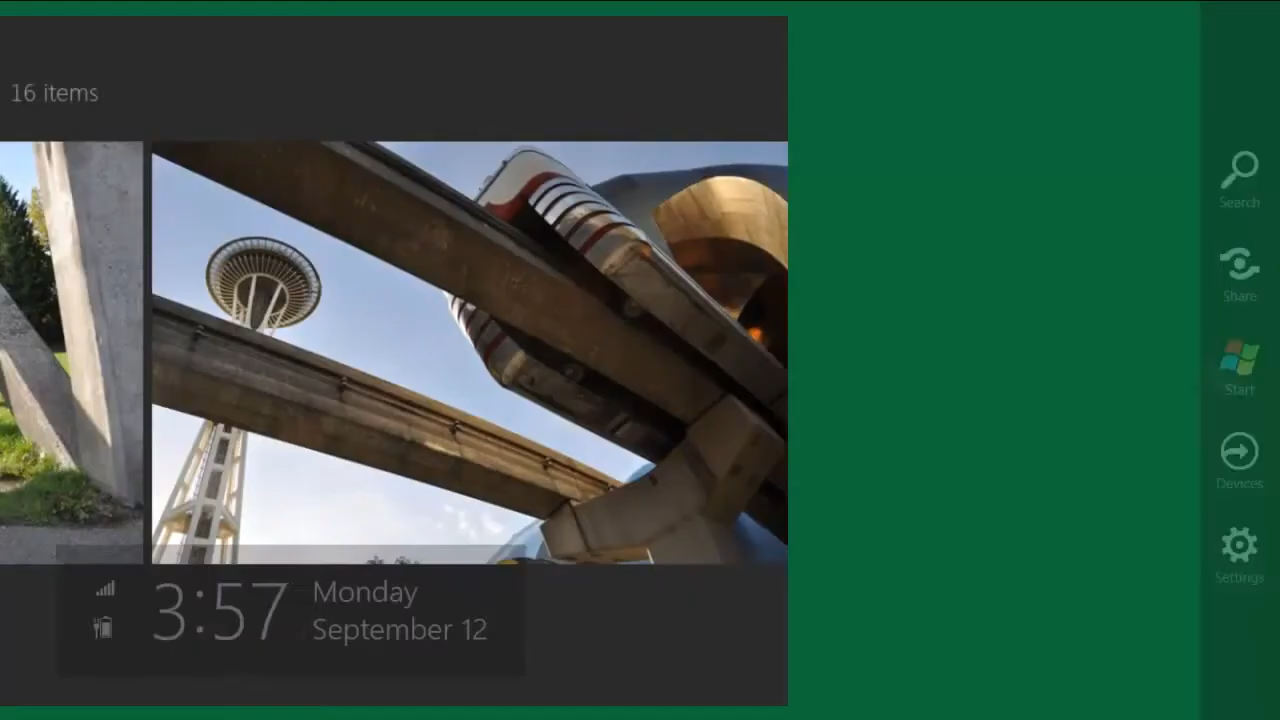 16 items
Search
Share
Start
Devices
Settings
3:57
Monday
September 12